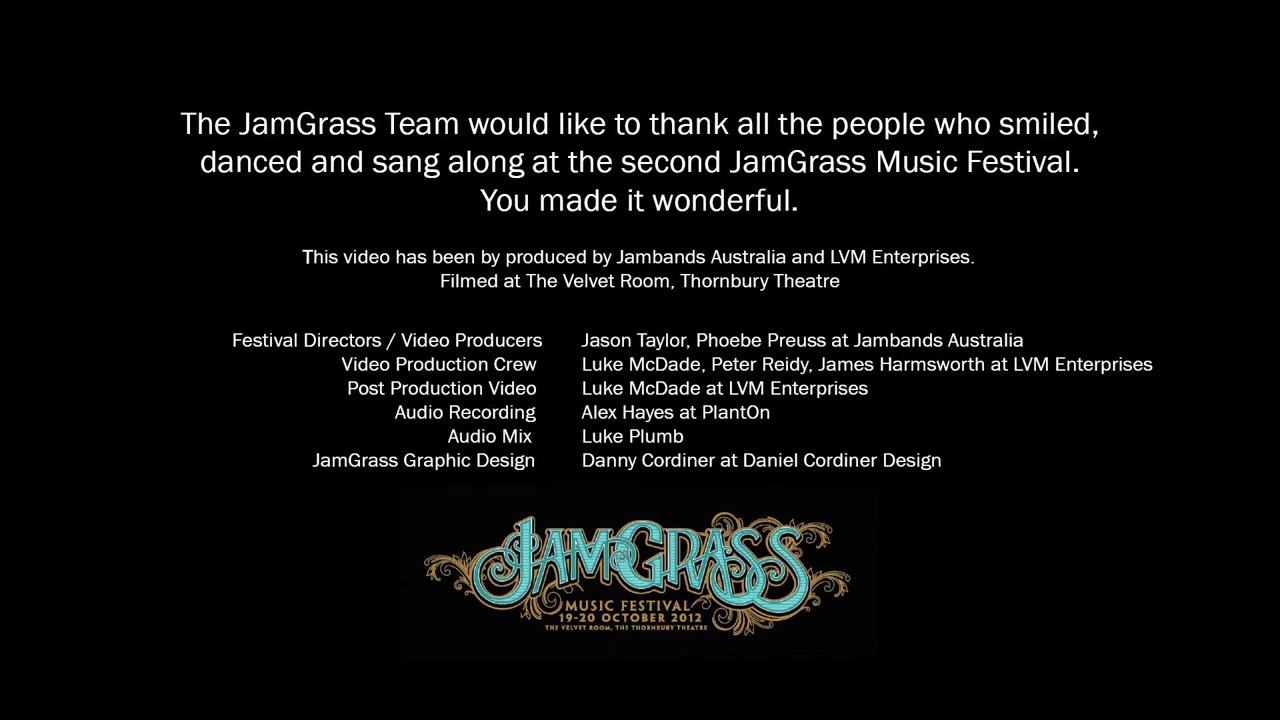 The JamGrass Team would like to thank all the people who smiled,
danced and sang along at the second JamGrass Music Festival.
You made it wonderful.
This video has been by produced by Jambands Australia and LVM Enterprises.
Filmed at The Velvet Room, Thornbury Theatre
Festival Directors / Video Producers Jason Taylor, Phoebe Preuss at Jambands Australia
Video Production Crew Luke McDade, Peter Reidy, James Harmsworth at LVM Enterprises
Post Production Video Luke McDade at LVM Enterprises
Audio Recording Alex Hayes at PlantOn
Audio Mix Luke Plumb
JamGrass Graphic Design Danny Cordiner at Daniel Cordiner Design
JAMGRASS
MUSIC FESTIVAL
19-20 OCTOBER 2012
THE VELVET ROOM, THE THORNBURY THEATRE